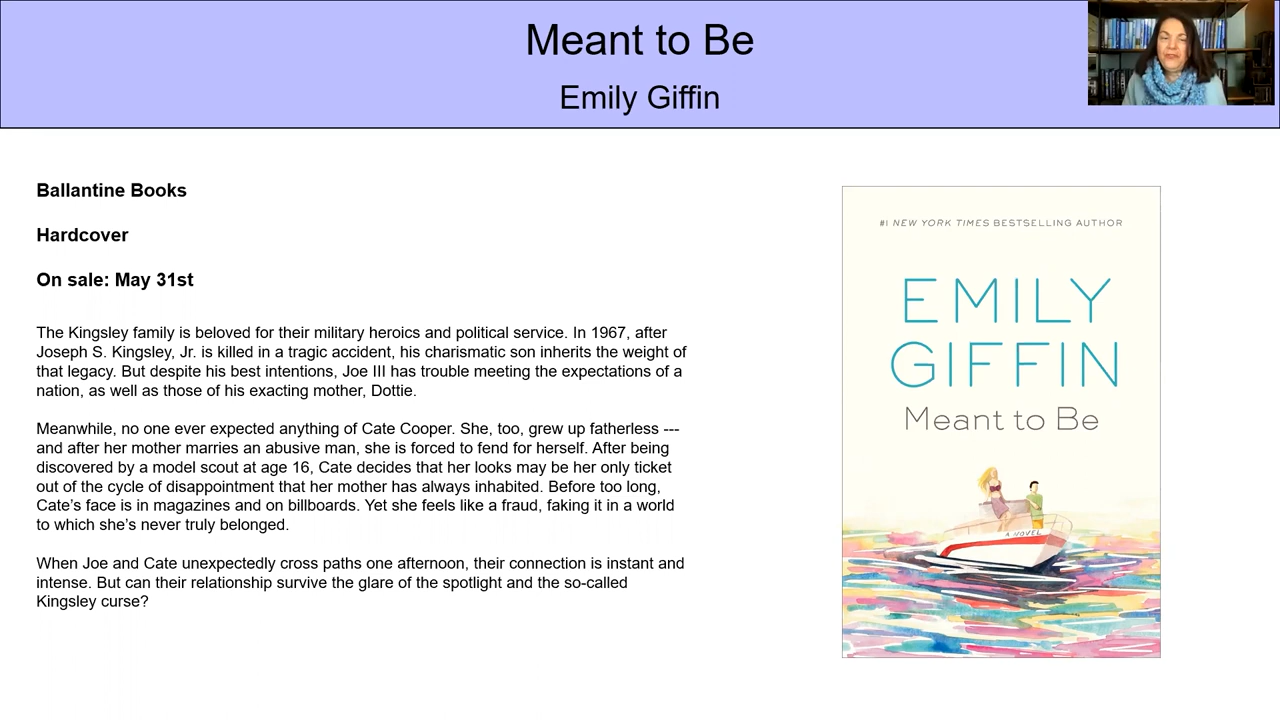 Meant to Be
Emily Giffin
Ballantine Books
Hardcover
On sale: May 31st
The Kingsley family is beloved for their military heroics and political service. In 1967, after
Joseph S. Kingsley, Jr. is killed in a tragic accident, his charismatic son inherits the weight of
that legacy. But despite his best intentions, Joe III has trouble meeting the expectations of a
nation, as well as those of his exacting mother, Dottie.
Meanwhile, no one ever expected anything of Cate Cooper. She, too, grew up fatherless ---
and after her mother marries an abusive man, she is forced to fend for herself. After being
discovered by a model scout at age 16, Cate decides that her looks may be her only ticket
out of the cycle of disappointment that her mother has always inhabited. Before too long,
Cate’s face is in magazines and on billboards. Yet she feels like a fraud, faking it in a world
to which she’s never truly belonged.
When Joe and Cate unexpectedly cross paths one afternoon, their connection is instant and
intense. But can their relationship survive the glare of the spotlight and the so-called
Kingsley curse?
#1 NEW YORK TIMES BESTSELLING AUTHOR
EMILY
GIFFIN
Meant to Be
A NOVEL